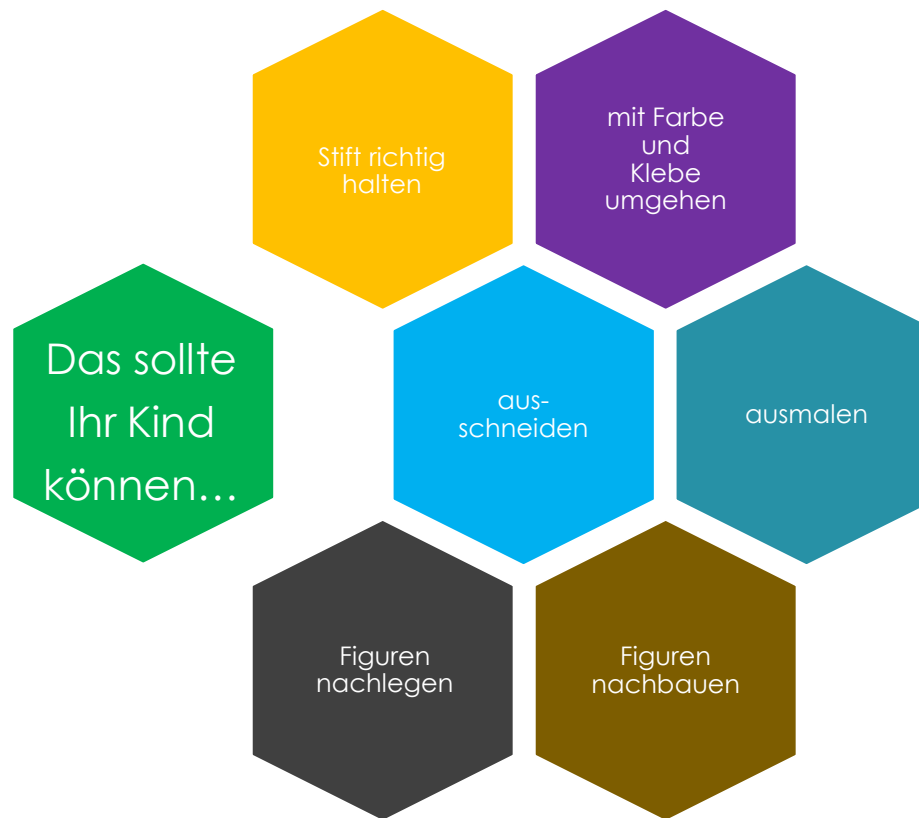 Das sollte
Ihr Kind
können...
Stift richtig
halten
mit Farbe
und
Klebe
umgehen
aus-
schneiden
ausmalen
Figuren
nachlegen
Figuren
nachbauen